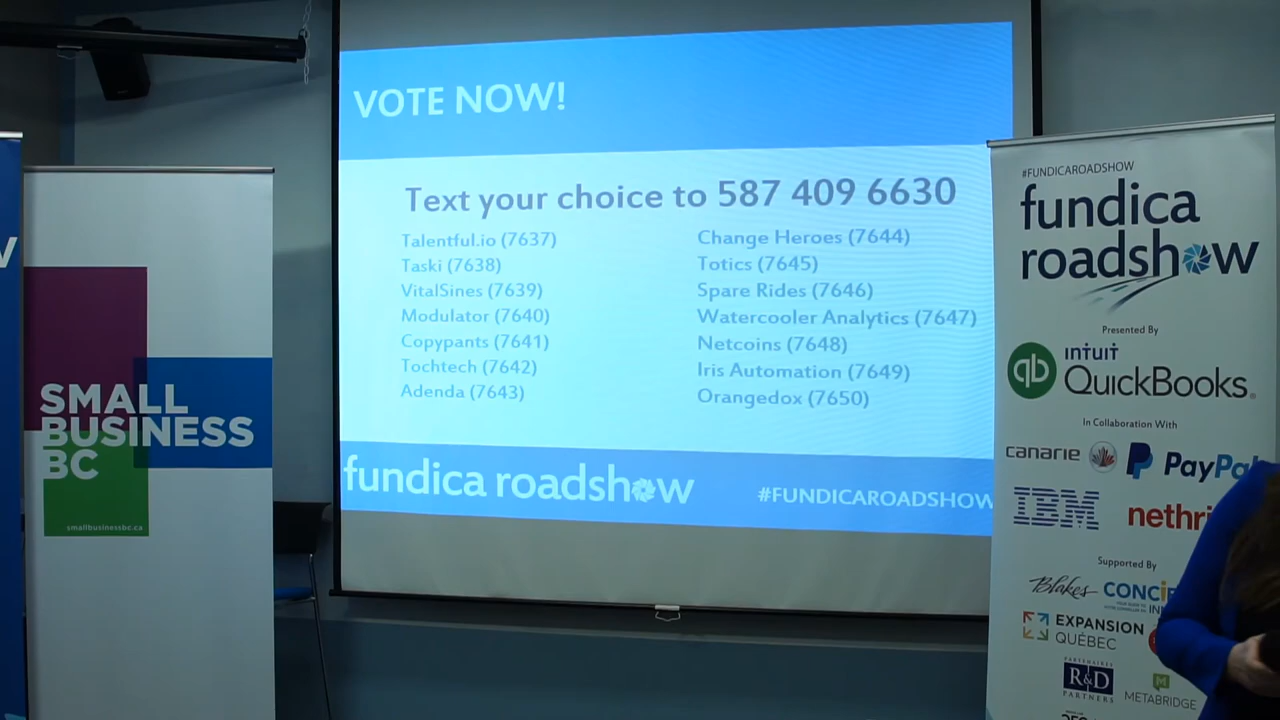 VOTE NOW!
Text your choice to 587 409 6630
Talentful.io (7637)
Taski (7638)
VitalSines (7639)
Modulator (7640)
Copypants (7641)
Tochtech (7642)
Adenda (7643)
Change Heroes (7644)
Totics (7645)
Spare Rides (7646)
Watercooler Analytics (7647)
Netcoins (7648)
Iris Automation (7649)
Orangedox (7650)
fundica roadshow
#FUNDICAROADSHOW
SMALL
BUSINESS
BC
smallbusinessbc.ca
#FUNDICAROADSHOW
fundica
roadshow
Presented By
qb
intuit
QuickBooks.
In Collaboration With
canarie
PayPal
IBM
Supported By
Blakes
EXPANSION
QUÉBEC
PARTENAIRES
R&D
PARTNERS
M
METABRIDGE